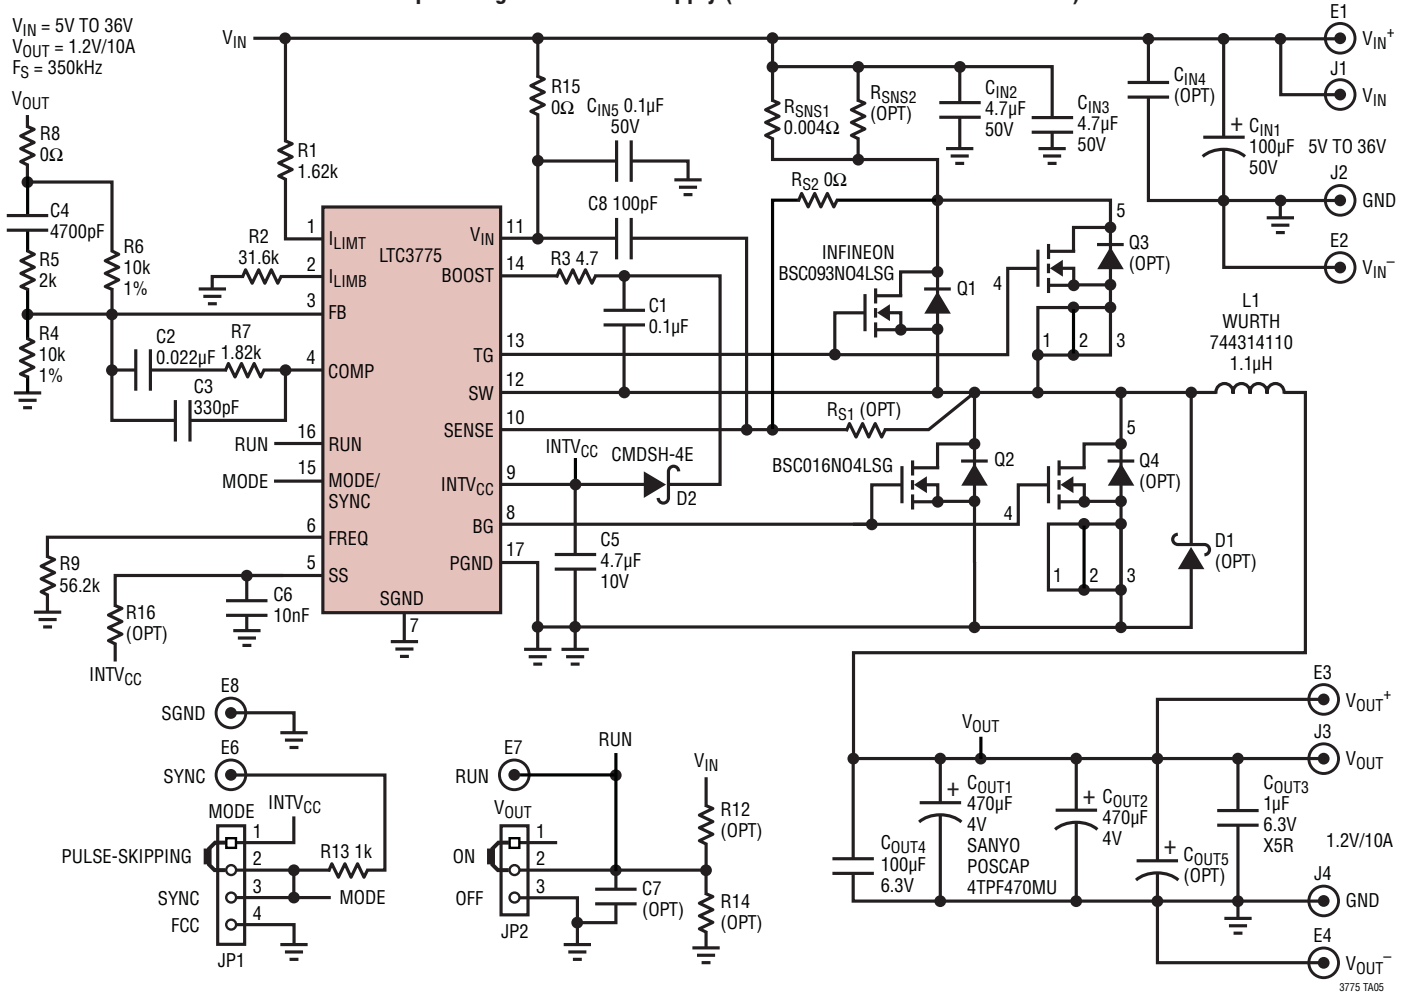 V_IN = 5V TO 36V
V_OUT = 1.2V/10A
F_S = 350kHz
V_OUT
R8
0Ω
C4
4700pF
R5
2k
R6
10k
1%
R4
10k
1%
C2
0.022µF
R7
1.82k
C3
330pF
V_IN
R1
1.62k
R2
31.6k
1
2
3
4
16
15
6
5
7
LTC3775
I_LIMT
I_LIMB
FB
COMP
RUN
MODE/
SYNC
FREQ
SS
SGND
V_IN
BOOST
TG
SW
SENSE
INTV_CC
BG
PGND
11
14
13
12
10
9
8
17
RUN
MODE
R9
56.2k
R16
(OPT)
INTV_CC
C6
10nF
R15
0Ω
C_IN5 0.1µF
50V
C8 100pF
R3 4.7
C1
0.1µF
INTV_CC
CMDSH-4E
D2
C5
4.7µF
10V
R_SNS1
0.004Ω
R_SNS2
(OPT)
C_IN2
4.7µF
50V
C_IN3
4.7µF
50V
C_IN4
(OPT)
+
C_IN1
100µF
50V
E1
V_IN+
J1
V_IN
5V TO 36V
J2
GND
E2
V_IN–
R_S2 0Ω
INFINEON
BSC093NO4LSG
Q1
5
4
Q3
(OPT)
1
2
3
L1
WURTH
744314110
1.1µH
R_S1 (OPT)
BSC016NO4LSG
Q2
5
4
Q4
(OPT)
1
2
3
D1
(OPT)
E8
SGND
E6
SYNC
MODE
INTV_CC
1
2
3
4
PULSE-SKIPPING
SYNC
FCC
JP1
R13 1k
MODE
E7
RUN
RUN
V_OUT
1
2
3
ON
OFF
JP2
C7
(OPT)
V_IN
R12
(OPT)
R14
(OPT)
V_OUT
C_OUT4
100µF
6.3V
+
C_OUT1
470µF
4V
SANYO
POSCAP
4TPF470MU
+
C_OUT2
470µF
4V
+
C_OUT5
(OPT)
C_OUT3
1µF
6.3V
X5R
E3
V_OUT+
J3
V_OUT
1.2V/10A
J4
GND
E4
V_OUT–
3775 TA05